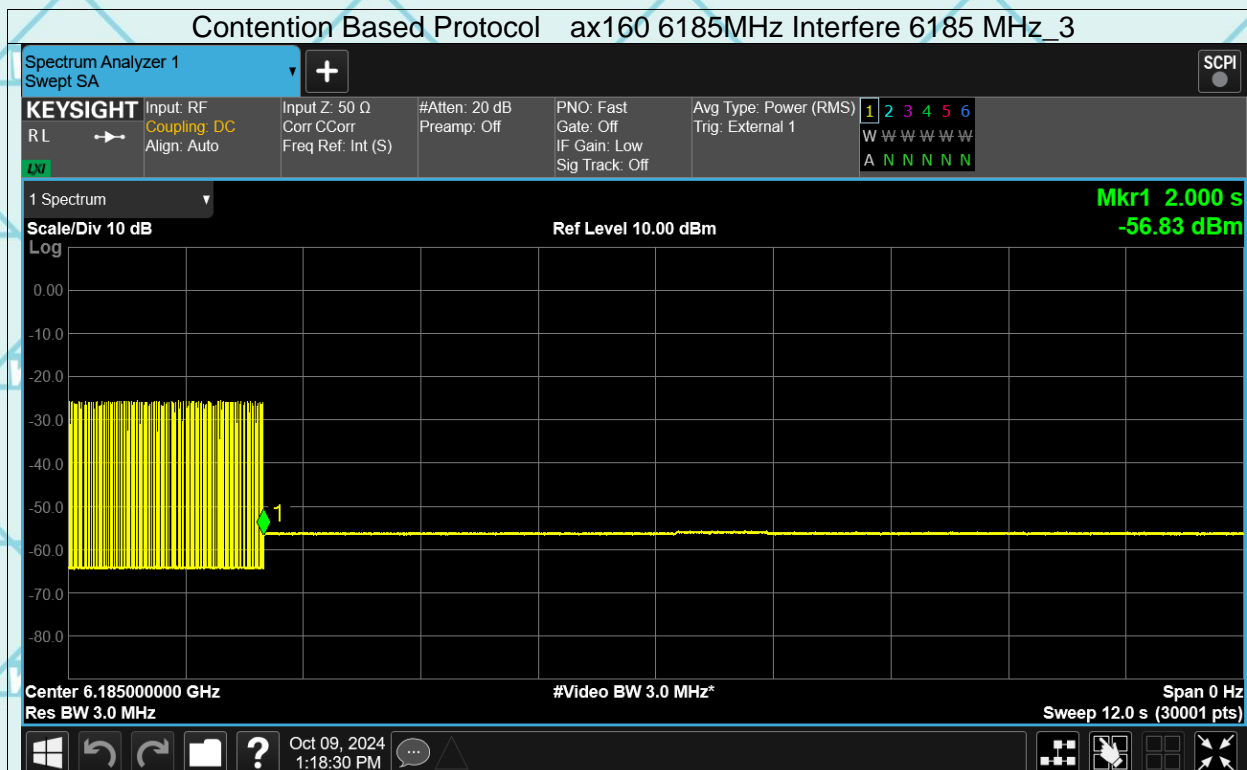 Contention Based Protocol ax160 6185MHz Interfere 6185 MHz_3
Spectrum Analyzer 1
Swept SA
+
SCPI
KEYSIGHT
R L
LXI
Input: RF
Coupling: DC
Align: Auto
Input Z: 50 Ω
Corr CCorr
Freq Ref: Int (S)
#Atten: 20 dB
Preamp: Off
PNO: Fast
Gate: Off
IF Gain: Low
Sig Track: Off
Avg Type: Power (RMS)
Trig: External 1
1 2 3 4 5 6
W W W W W W
A N N N N N
1 Spectrum
Mkr1 2.000 s
-56.83 dBm
Scale/Div 10 dB
Ref Level 10.00 dBm
Log
0.00
-10.0
-20.0
-30.0
-40.0
-50.0
-60.0
-70.0
-80.0
1
Center 6.185000000 GHz
#Video BW 3.0 MHz*
Span 0 Hz
Res BW 3.0 MHz
Sweep 12.0 s (30001 pts)
?
Oct 09, 2024
1:18:30 PM